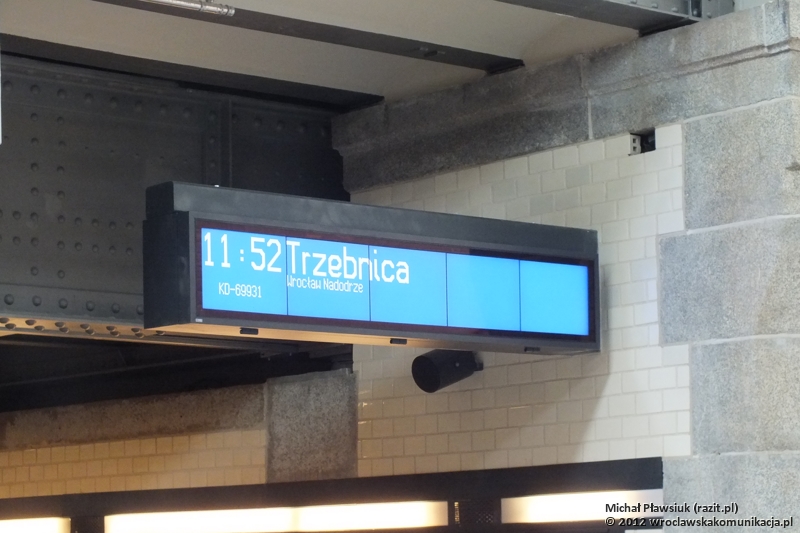 11:52 Trzebnica
KD-69931 Wrocław Nadodrze
Michał Pławsiuk (razit.pl)
© 2012 wroclawskakomunikacja.pl